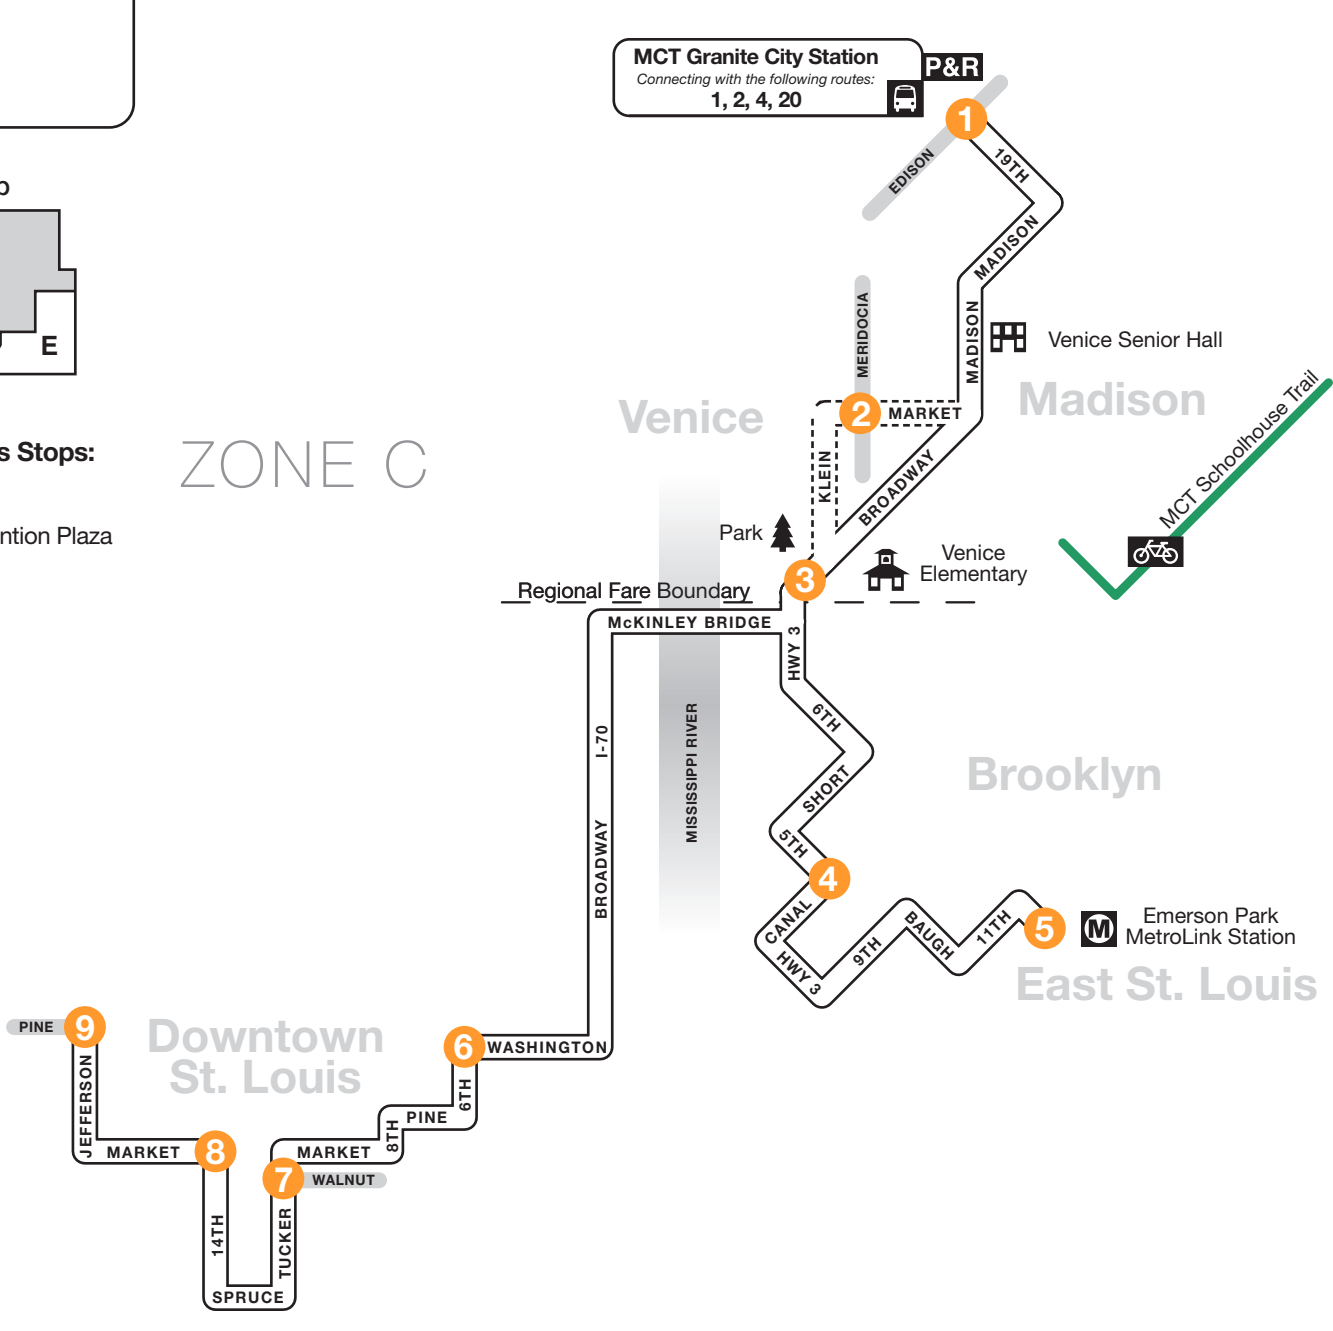 MCT Granite City Station
Connecting with the following routes:
1, 2, 4, 20
P&R
1
19TH
EDISON
MADISON
MERIDOCIA
MADISON
Venice Senior Hall
E
Madison
Venice
2
MARKET
MCT Schoolhouse Trail
s Stops:
ZONE C
KLEIN
BROADWAY
ntion Plaza
Park
Venice
Elementary
3
Regional Fare Boundary
McKINLEY BRIDGE
HWY 3
6TH
I-70
MISSISSIPPI RIVER
Brooklyn
SHORT
BROADWAY
5TH
4
CANAL
HWY 3
9TH
BAUGH
11TH
5
M
Emerson Park
MetroLink Station
East St. Louis
PINE
9
Downtown
St. Louis
6
WASHINGTON
JEFFERSON
6TH
PINE
8TH
MARKET
8
MARKET
7
WALNUT
14TH
TUCKER
SPRUCE